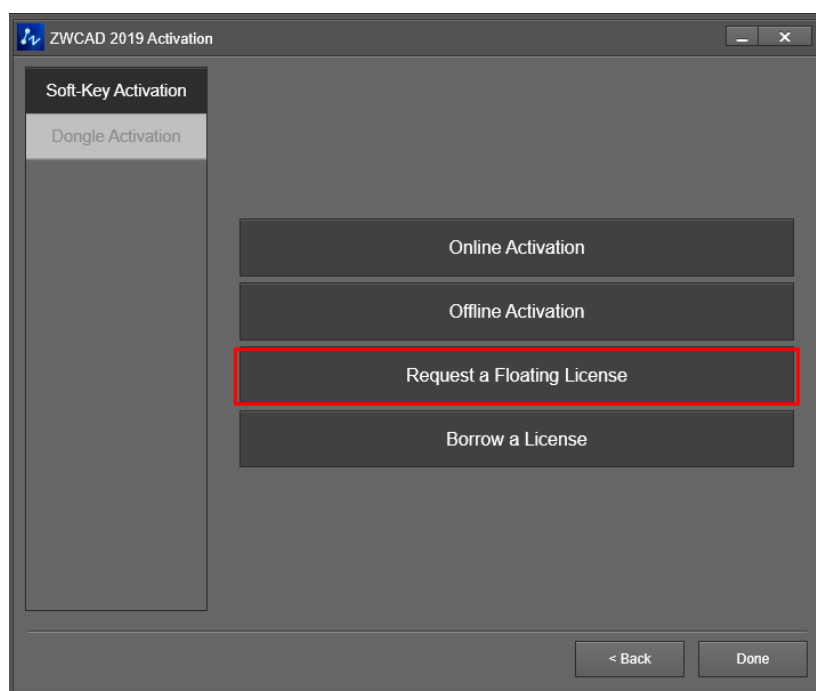 ZWCAD 2019 Activation
Soft-Key Activation
Dongle Activation
Online Activation
Offline Activation
Request a Floating License
Borrow a License
< Back
Done